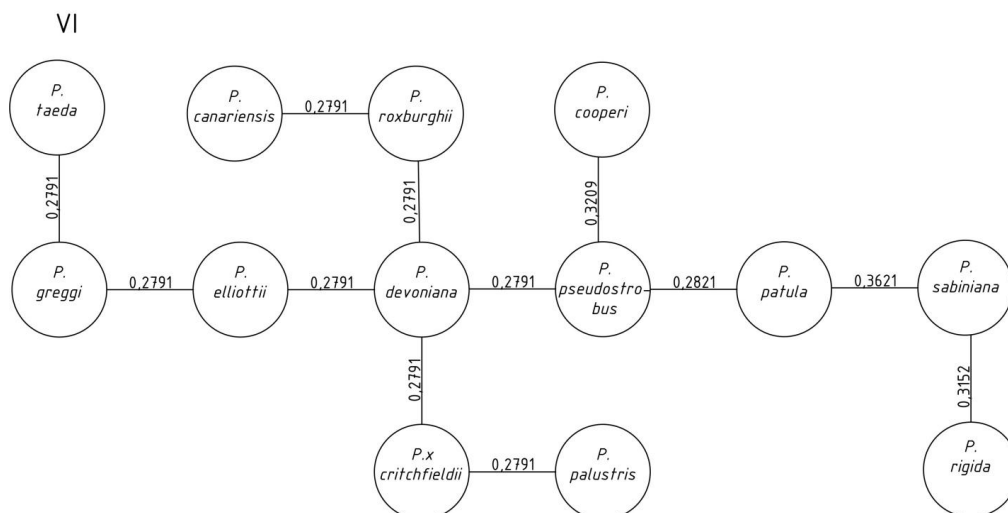 VI
P.
taeda
P.
canariensis
0,2791
P.
roxburghii
P.
cooperi
0,2791
0,2791
0,3209
P.
greggi
0,2791
P.
elliottii
0,2791
P.
devoniana
0,2791
P.
pseudostro-
bus
0,2821
P.
patula
0,3621
P.
sabiniana
0,2791
0,3152
P.x
critchfieldii
0,2791
P.
palustris
P.
rigida